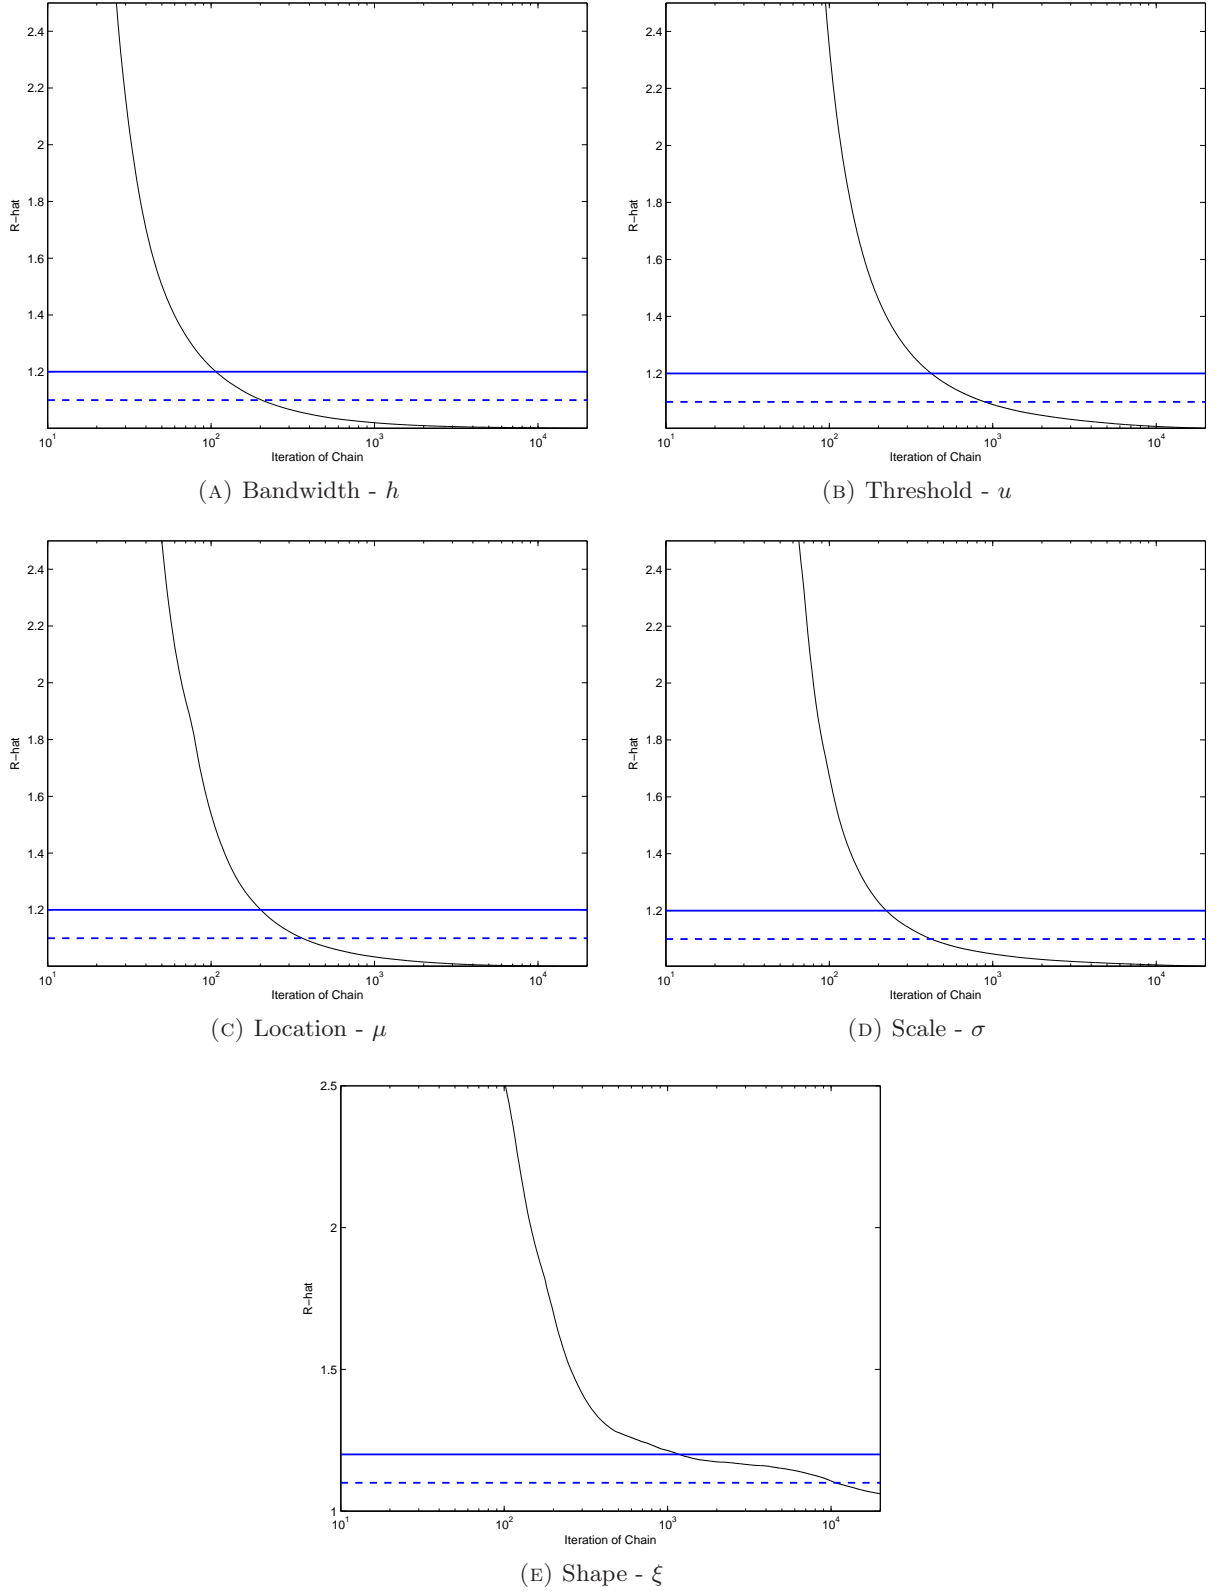 2.4
2.2
2
1.8
1.6
1.4
1.2
R-hat
10^1 10^2 10^3 10^4
Iteration of Chain
(A) Bandwidth - h
2.4
2.2
2
1.8
1.6
1.4
1.2
R-hat
10^1 10^2 10^3 10^4
Iteration of Chain
(B) Threshold - u
2.4
2.2
2
1.8
1.6
1.4
1.2
R-hat
10^1 10^2 10^3 10^4
Iteration of Chain
(C) Location - μ
2.4
2.2
2
1.8
1.6
1.4
1.2
R-hat
10^1 10^2 10^3 10^4
Iteration of Chain
(D) Scale - σ
2.5
2
1.5
1
R-hat
10^1 10^2 10^3 10^4
Iteration of Chain
(E) Shape - ξ